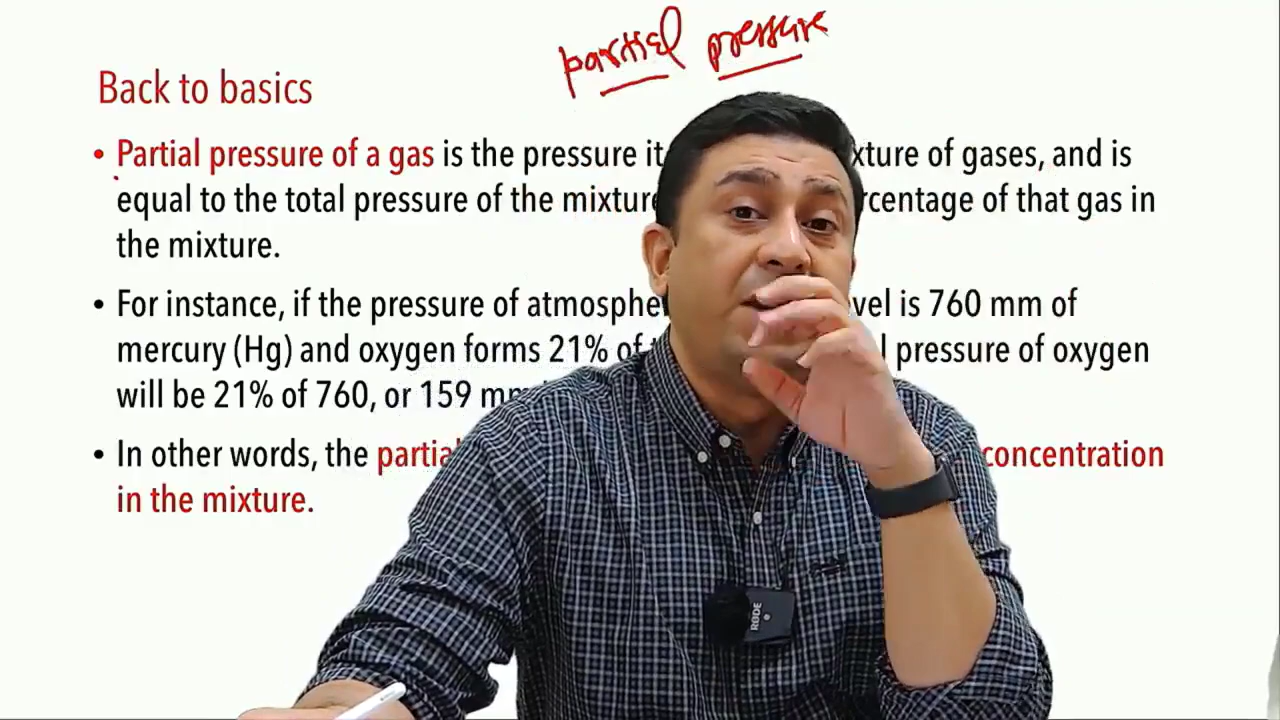 partial pressure
Back to basics
• Partial pressure of a gas is the pressure it xture of gases, and is
equal to the total pressure of the mixture rcentage of that gas in
the mixture.
• For instance, if the pressure of atmosphe vel is 760 mm of
mercury (Hg) and oxygen forms 21% of l pressure of oxygen
will be 21% of 760, or 159 mm
• In other words, the partia concentration
in the mixture.
RØDE